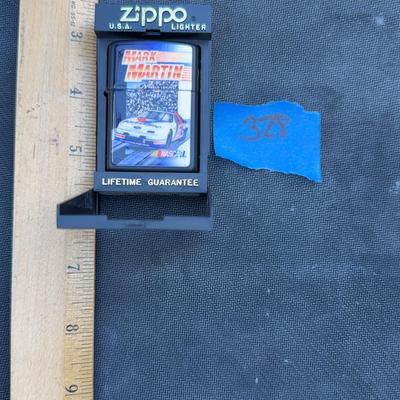 Zippo
U.S.A. LIGHTER
MARK
MARTIN
NASCAR
LIFETIME GUARANTEE
328
3
4
5
6
7
8
9